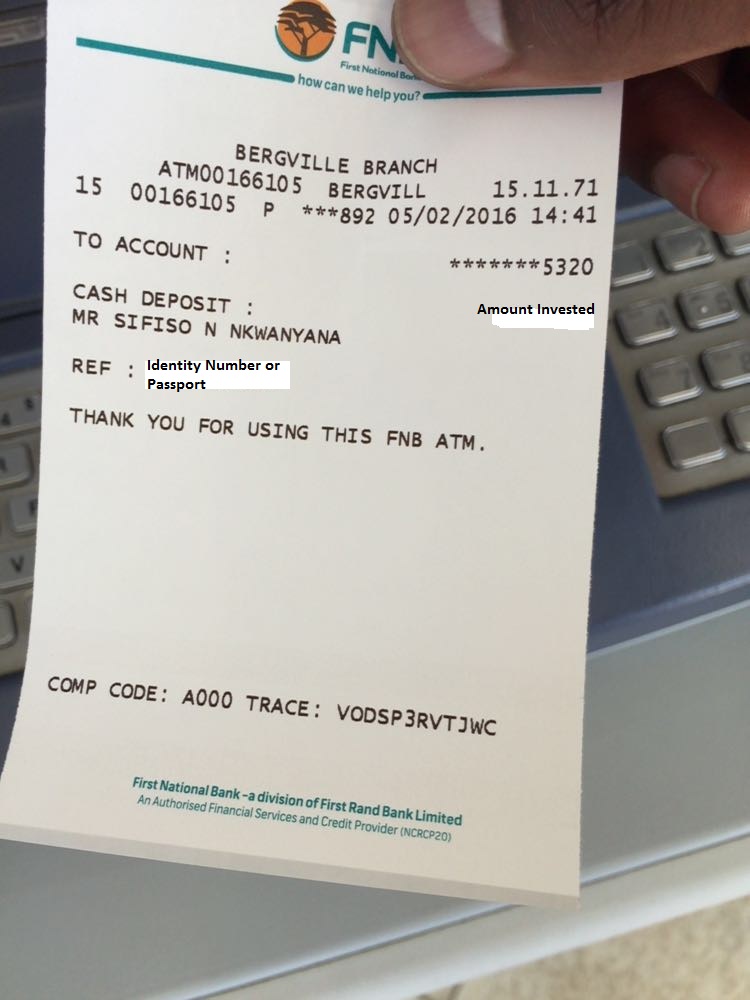 FN
First National Ban
how can we help you?
BERGVILLE BRANCH
ATM00166105 BERGVILL 15.11.71
15 00166105 P ***892 05/02/2016 14:41
TO ACCOUNT : *******5320
CASH DEPOSIT : Amount Invested
MR SIFISO N NKWANYANA
REF : Identity Number or
Passport
THANK YOU FOR USING THIS FNB ATM.
COMP CODE: A000 TRACE: VODSP3RVTJWC
First National Bank - a division of First Rand Bank Limited
An Authorised Financial Services and Credit Provider (NCRCP20)